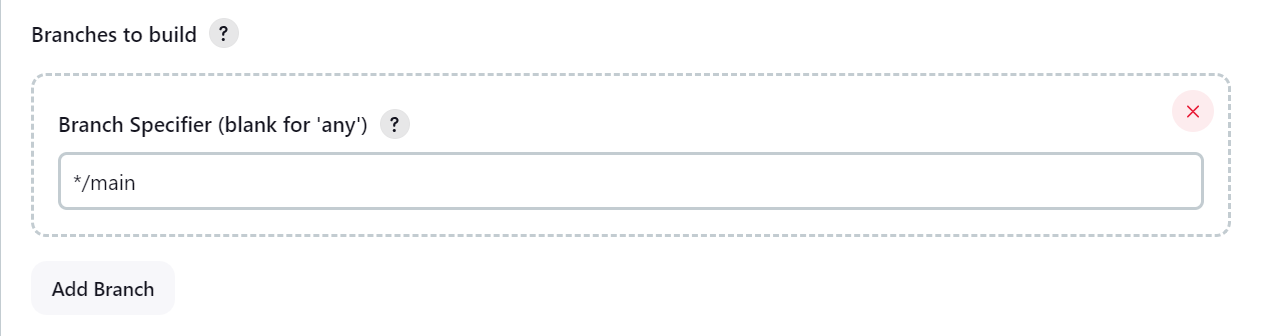 Branches to build ?
Branch Specifier (blank for 'any') ?
*/main
Add Branch